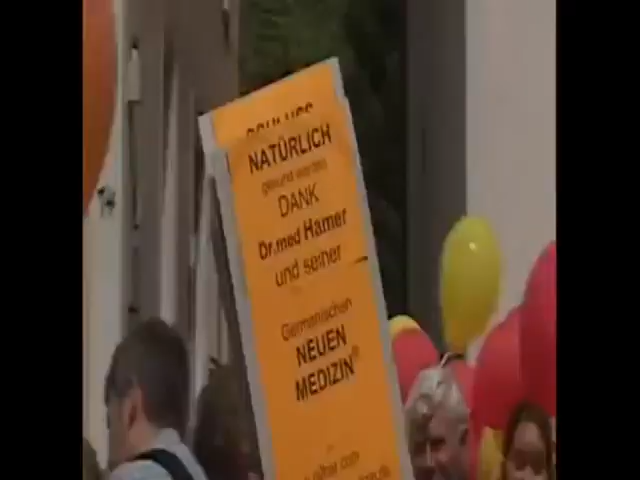 NATÜRLICH
gesund werden
DANK
Dr.med Hamer
und seiner
Germanischen
NEUEN
MEDIZIN®